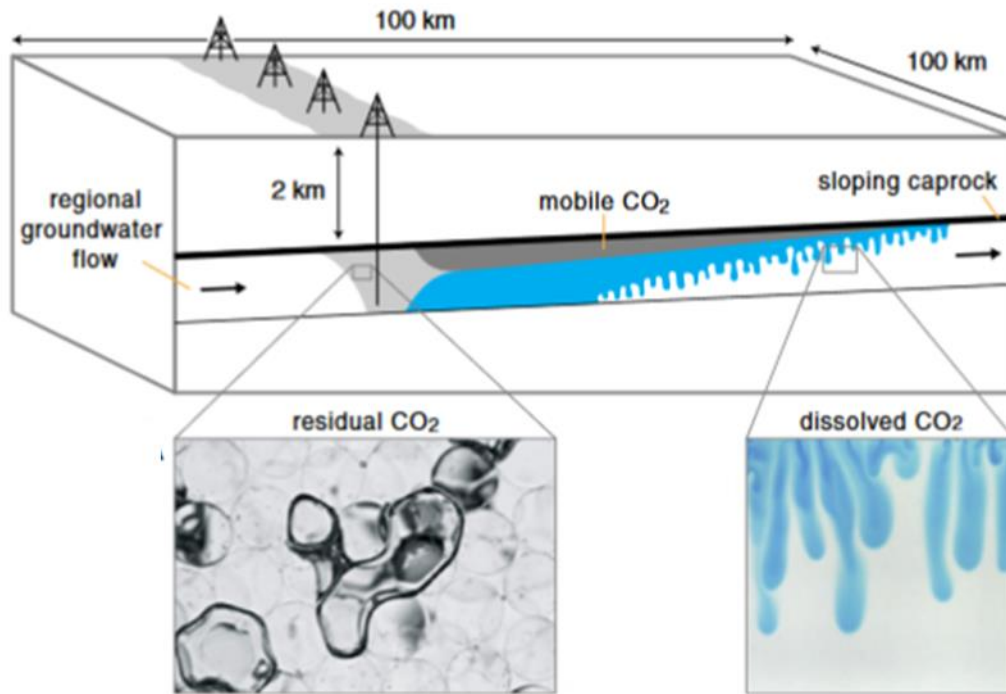 100 km
100 km
2 km
regional
groundwater
flow
mobile CO₂
sloping caprock
residual CO₂
dissolved CO₂